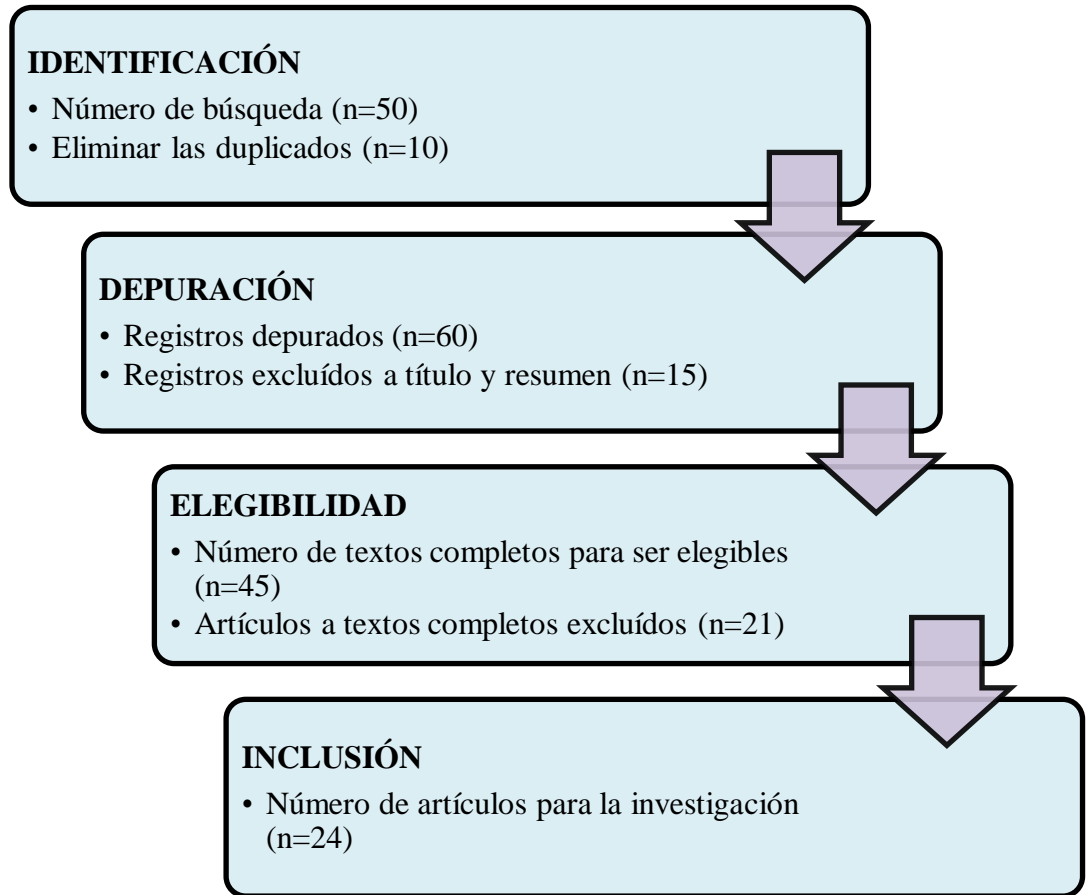 IDENTIFICACIÓN
• Número de búsqueda (n=50)
• Eliminar las duplicados (n=10)
DEPURACIÓN
• Registros depurados (n=60)
• Registros excluídos a título y resumen (n=15)
ELEGIBILIDAD
• Número de textos completos para ser elegibles
(n=45)
• Artículos a textos completos excluídos (n=21)
INCLUSIÓN
• Número de artículos para la investigación
(n=24)